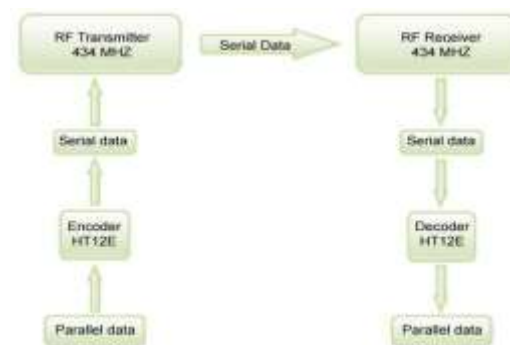 RF Transmitter
434 MHZ
Serial Data
RF Receiver
434 MHZ
Serial data
Serial data
Encoder
HT12E
Decoder
HT12E
Parallel data
Parallel data